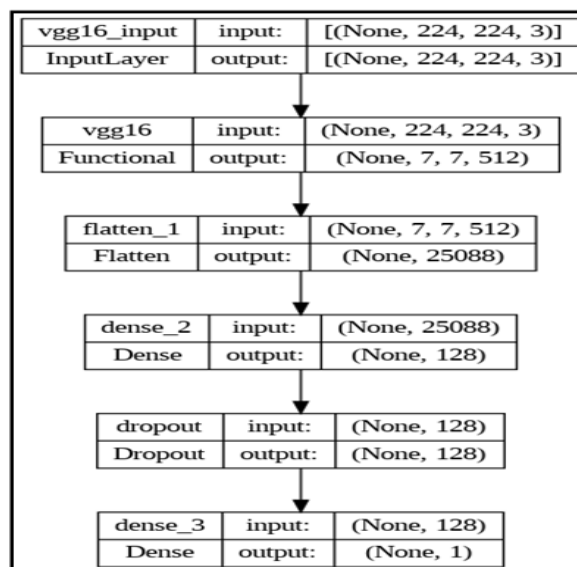 vgg16_input input: [(None, 224, 224, 3)]
InputLayer output: [(None, 224, 224, 3)]
vgg16 input: (None, 224, 224, 3)
Functional output: (None, 7, 7, 512)
flatten_1 input: (None, 7, 7, 512)
Flatten output: (None, 25088)
dense_2 input: (None, 25088)
Dense output: (None, 128)
dropout input: (None, 128)
Dropout output: (None, 128)
dense_3 input: (None, 128)
Dense output: (None, 1)